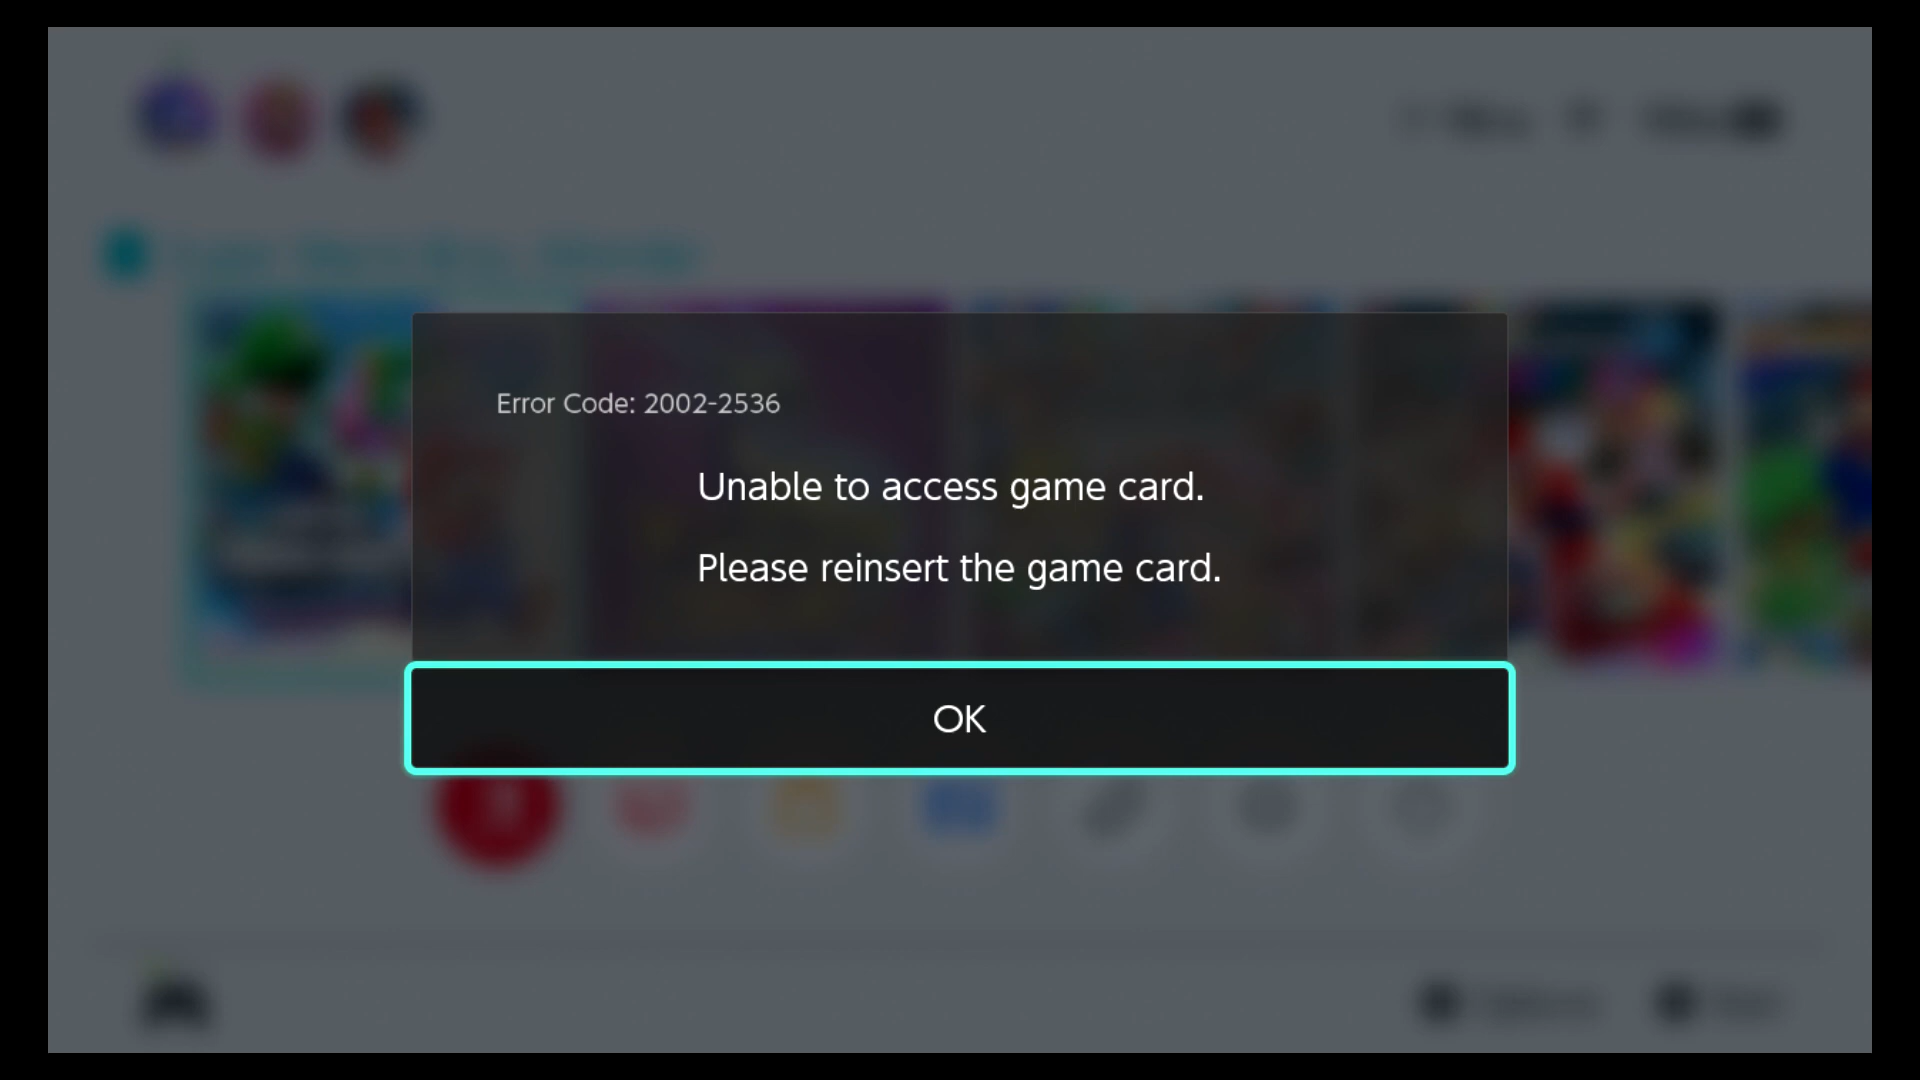 Error Code: 2002-2536
Unable to access game card.
Please reinsert the game card.
OK